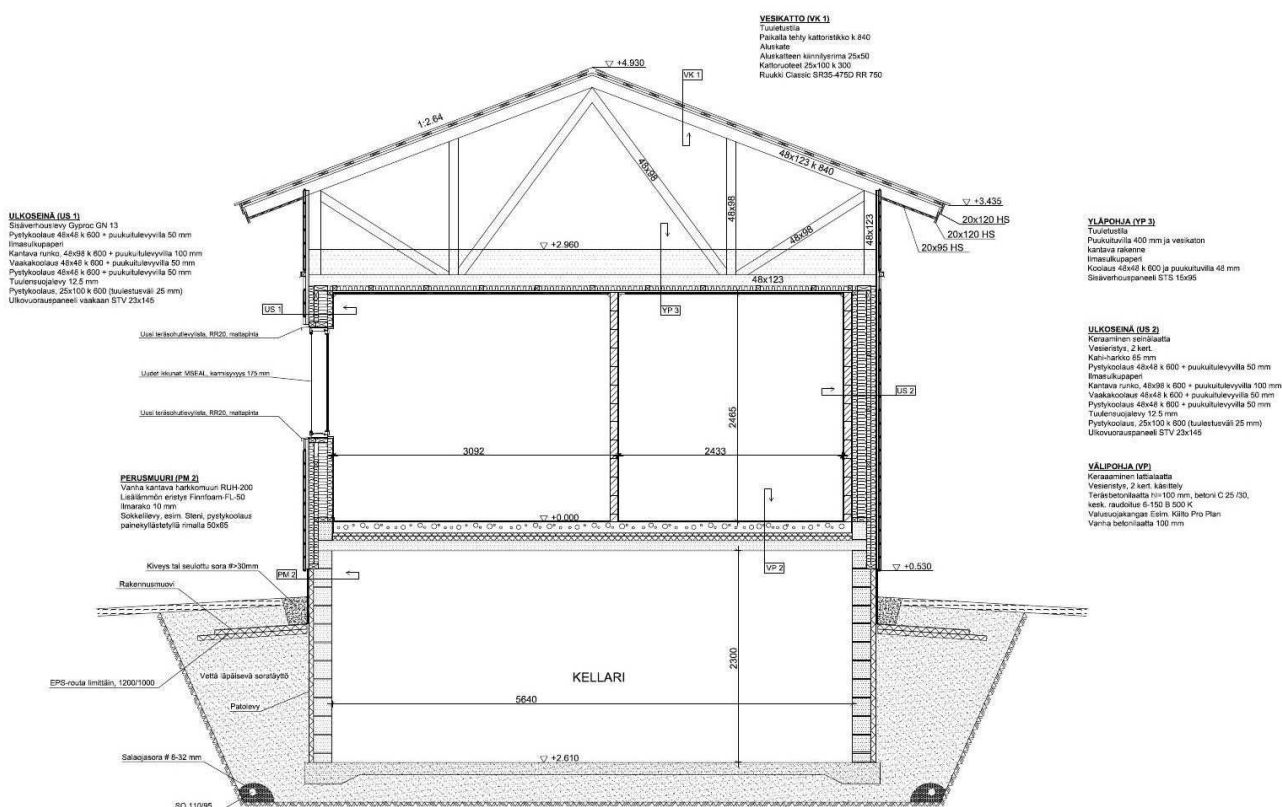 VESIKATTO (VK 1)
Tuuletustila
Paikalla tehty kattoristikko k 840
Aluskate
Aluskatteen kiinnitysrima 25x50
Kattoruoteet 25x100 k 300
Ruukki Classic SR35-475D RR 750
+4.930
VK 1
1:2.64
48x98
48x123 k 840
48x98
48x98
48x123
+3.435
20x120 HS
20x120 HS
20x95 HS
+2.960
48x123
ULKOSEINÄ (US 1)
Sisäverhouslevy Gyproc GN 13
Pystykoolaus 48x48 k 600 + puukuitulevyvilla 50 mm
Ilmasulkupaperi
Kantava runko, 48x98 k 600 + puukuitulevyvilla 100 mm
Vaakakoolaus 48x48 k 600 + puukuitulevyvilla 50 mm
Pystykoolaus 48x48 k 600 + puukuitulevyvilla 50 mm
Tuulensuojalevy 12.5 mm
Pystykoolaus, 25x100 k 600 (tuulestusväli 25 mm)
Ulkovuorauspaneeli vaakaan STV 23x145
YLÄPOHJA (YP 3)
Tuuletustila
Puukuituvilla 400 mm ja vesikaton
kantava rakenne
Ilmasulkupaperi
Koolaus 48x48 k 600 ja puukuituvilla 48 mm
Sisäverhouspaneeli STS 15x95
US 1
YP 3
Uusi teräsohutlevylista, RR20, mattapinta
Uudet ikkunat MSEAL, karmisyvyys 175 mm
Uusi teräsohutlevylista, RR20, mattapinta
US 2
2465
3092
2433
ULKOSEINÄ (US 2)
Keraaminen seinälaatta
Vesieristys, 2 kert.
Kahi-harkko 85 mm
Pystykoolaus 48x48 k 600 + puukuitulevyvilla 50 mm
Ilmasulkupaperi
Kantava runko, 48x98 k 600 + puukuitulevyvilla 100 mm
Vaakakoolaus 48x48 k 600 + puukuitulevyvilla 50 mm
Pystykoolaus 48x48 k 600 + puukuitulevyvilla 50 mm
Tuulensuojalevy 12.5 mm
Pystykoolaus, 25x100 k 600 (tuulestusväli 25 mm)
Ulkovuorauspaneeli STV 23x145
PERUSMUURI (PM 2)
Vanha kantava harkkomuuri RUH-200
Lisälämmön eristys Finnfoam-FL-50
Ilmarako 10 mm
Sokkellevy, esim. Steni, pystykoolaus
painekyllästetyllä rimalla 50x65
VÄLIPOHJA (VP)
Keraaminen lattialaatta
Vesieristys, 2 kert. käsittely
Teräsbetonilaatta hl=100 mm, betoni C 25 /30,
kesk. raudoitus 6-150 B 500 K
Valusuojakangas Esim. Kiilto Pro Plan
Vanha betonilaatta 100 mm
+0.000
VP 2
+0.530
PM 2
Kiveys tai seulottu sora #>30mm
Rakennusmuovi
EPS-routa limittäin, 1200/1000
Vettä läpäisevä soratäyttö
Patolevy
KELLARI
2300
5640
+2.610
Salaojasora # 6-32 mm
SO 110/95